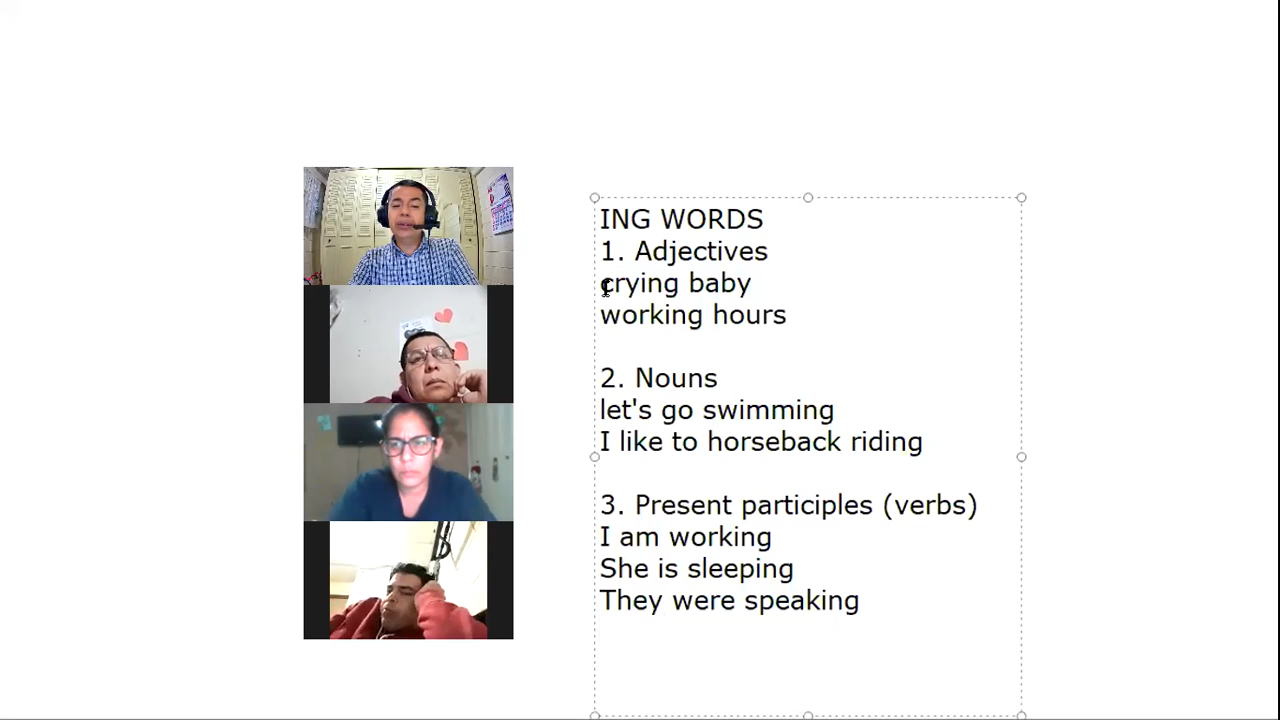 ING WORDS
1. Adjectives
crying baby
working hours
2. Nouns
let's go swimming
I like to horseback riding
3. Present participles (verbs)
I am working
She is sleeping
They were speaking